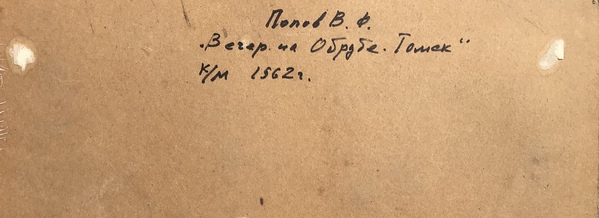 Попов В. Ф.
"Вечер на Обрубе. Томск"
к/м 1962г.